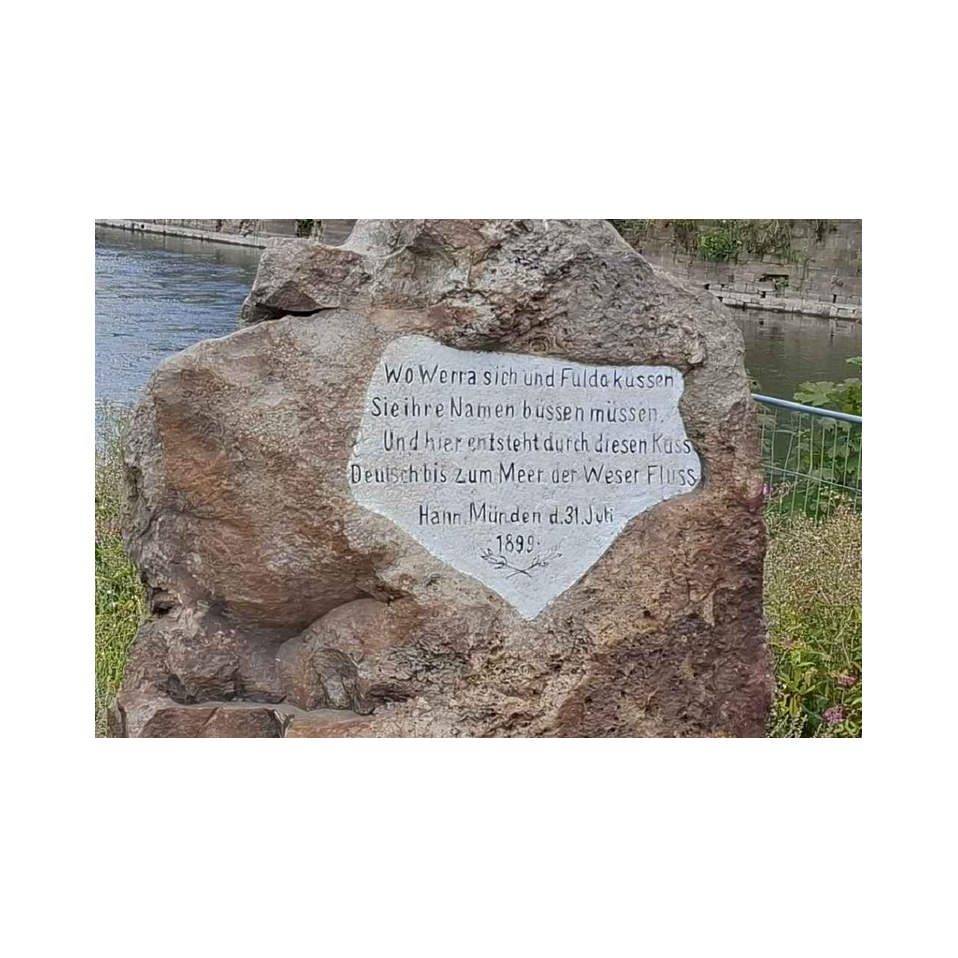 Wo Werra sich und Fulda küssen
Sie ihre Namen büssen müssen.
Und hier entsteht durch diesen Kuss
Deutsch bis zum Meer der Weser Fluss.
Hann. Münden d. 31. Juli
1899.